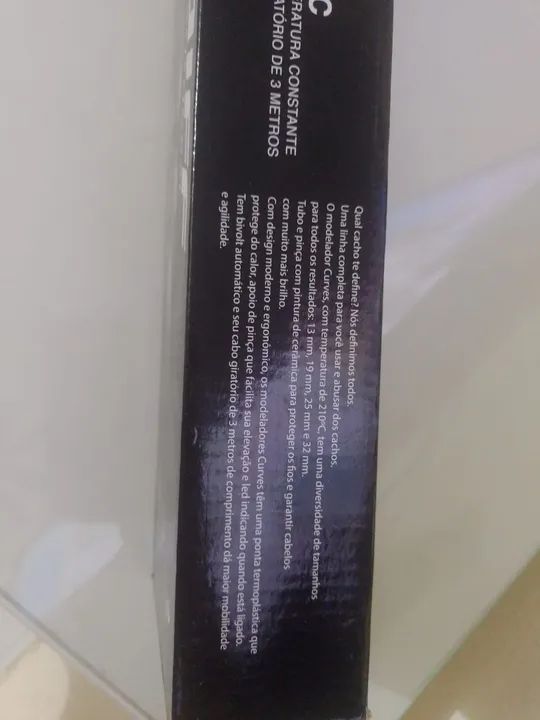 C
RATURA CONSTANTE
ATÓRIO DE 3 METROS
Qual cacho te define? Nós definimos todos.
Uma linha completa para você usar e abusar dos cachos.
O modelador Curves, com temperatura de 210ºC, tem uma diversidade de tamanhos
para todos os resultados: 13 mm, 19 mm, 25 mm e 32 mm.
Tubo e pinça com pintura de cerâmica para proteger os fios e garantir cabelos
com muito mais brilho.
Com design moderno e ergonômico, os modeladores Curves têm uma ponta termoplástica que
protege do calor, apoio de pinça que facilita sua elevação e led indicando quando está ligado.
Tem bivolt automático e seu cabo giratório de 3 metros de comprimento dá maior mobilidade
e agilidade.